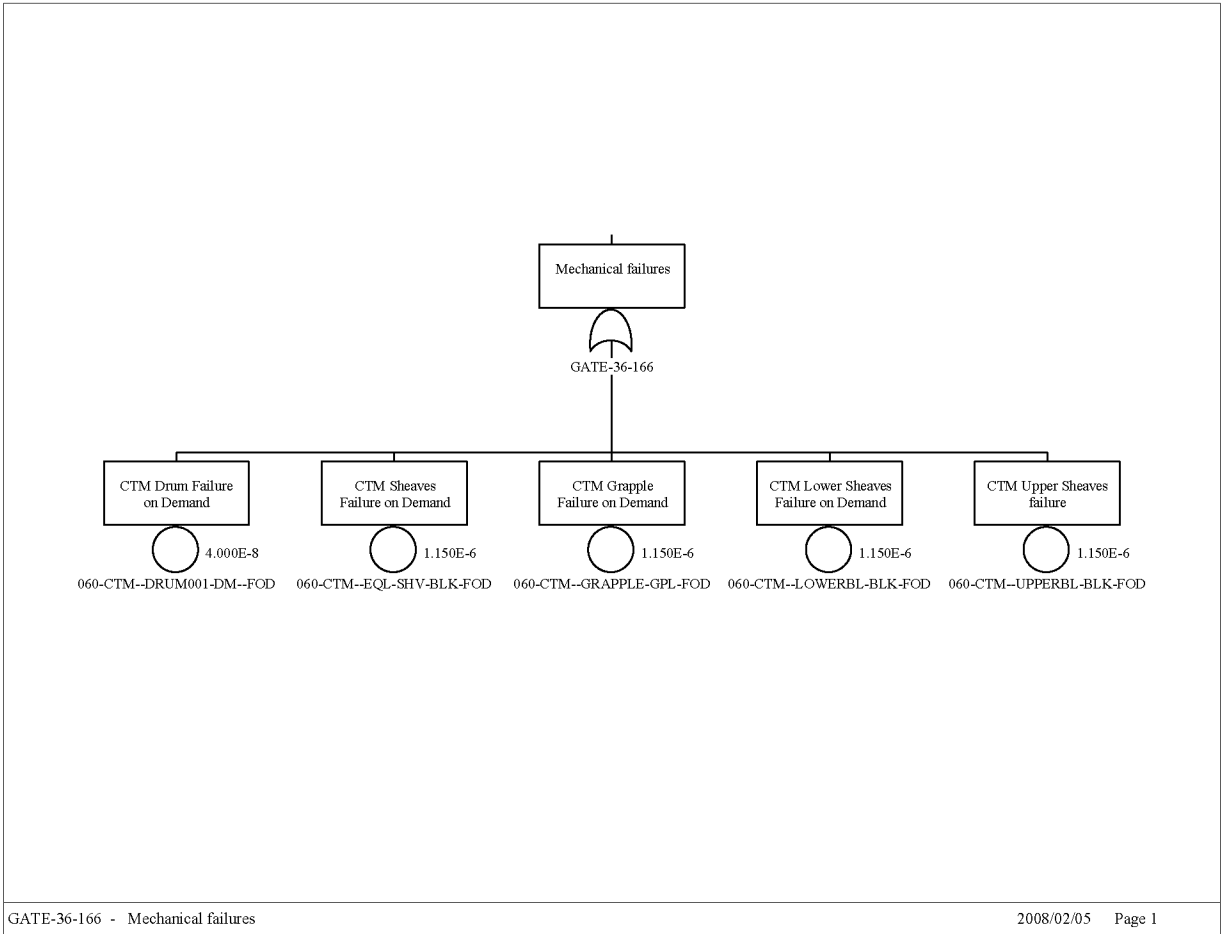 Mechanical failures
GATE-36-166
CTM Drum Failure
on Demand
CTM Sheaves
Failure on Demand
CTM Grapple
Failure on Demand
CTM Lower Sheaves
Failure on Demand
CTM Upper Sheaves
failure
4.000E-8
1.150E-6
1.150E-6
1.150E-6
1.150E-6
060-CTM--DRUM001-DM--FOD
060-CTM--EQL-SHV-BLK-FOD
060-CTM--GRAPPLE-GPL-FOD
060-CTM--LOWERBL-BLK-FOD
060-CTM--UPPERBL-BLK-FOD
GATE-36-166 - Mechanical failures
2008/02/05 Page 1